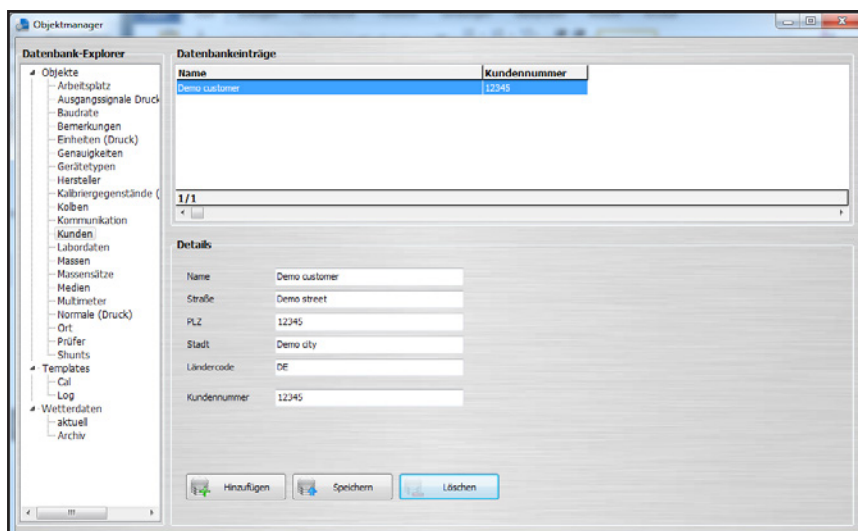 Objektmanager
Datenbank-Explorer
Objekte
Arbeitsplatz
Ausgangssignale Druck
Baudrate
Bemerkungen
Einheiten (Druck)
Genauigkeiten
Gerätetypen
Hersteller
Kalbriergegenstände (
Kolben
Kommunikation
Kunden
Labordaten
Massen
Massensätze
Medien
Multimeter
Normale (Druck)
Ort
Prüfer
Shunts
Templates
Cal
Log
Wetterdaten
aktuell
Archiv
Datenbankeinträge
Name Kundennummer
Demo customer 12345
1/1
Details
Name Demo customer
Straße Demo street
PLZ 12345
Stadt Demo city
Ländercode DE
Kundennummer 12345
Hinzufügen Speichern Löschen